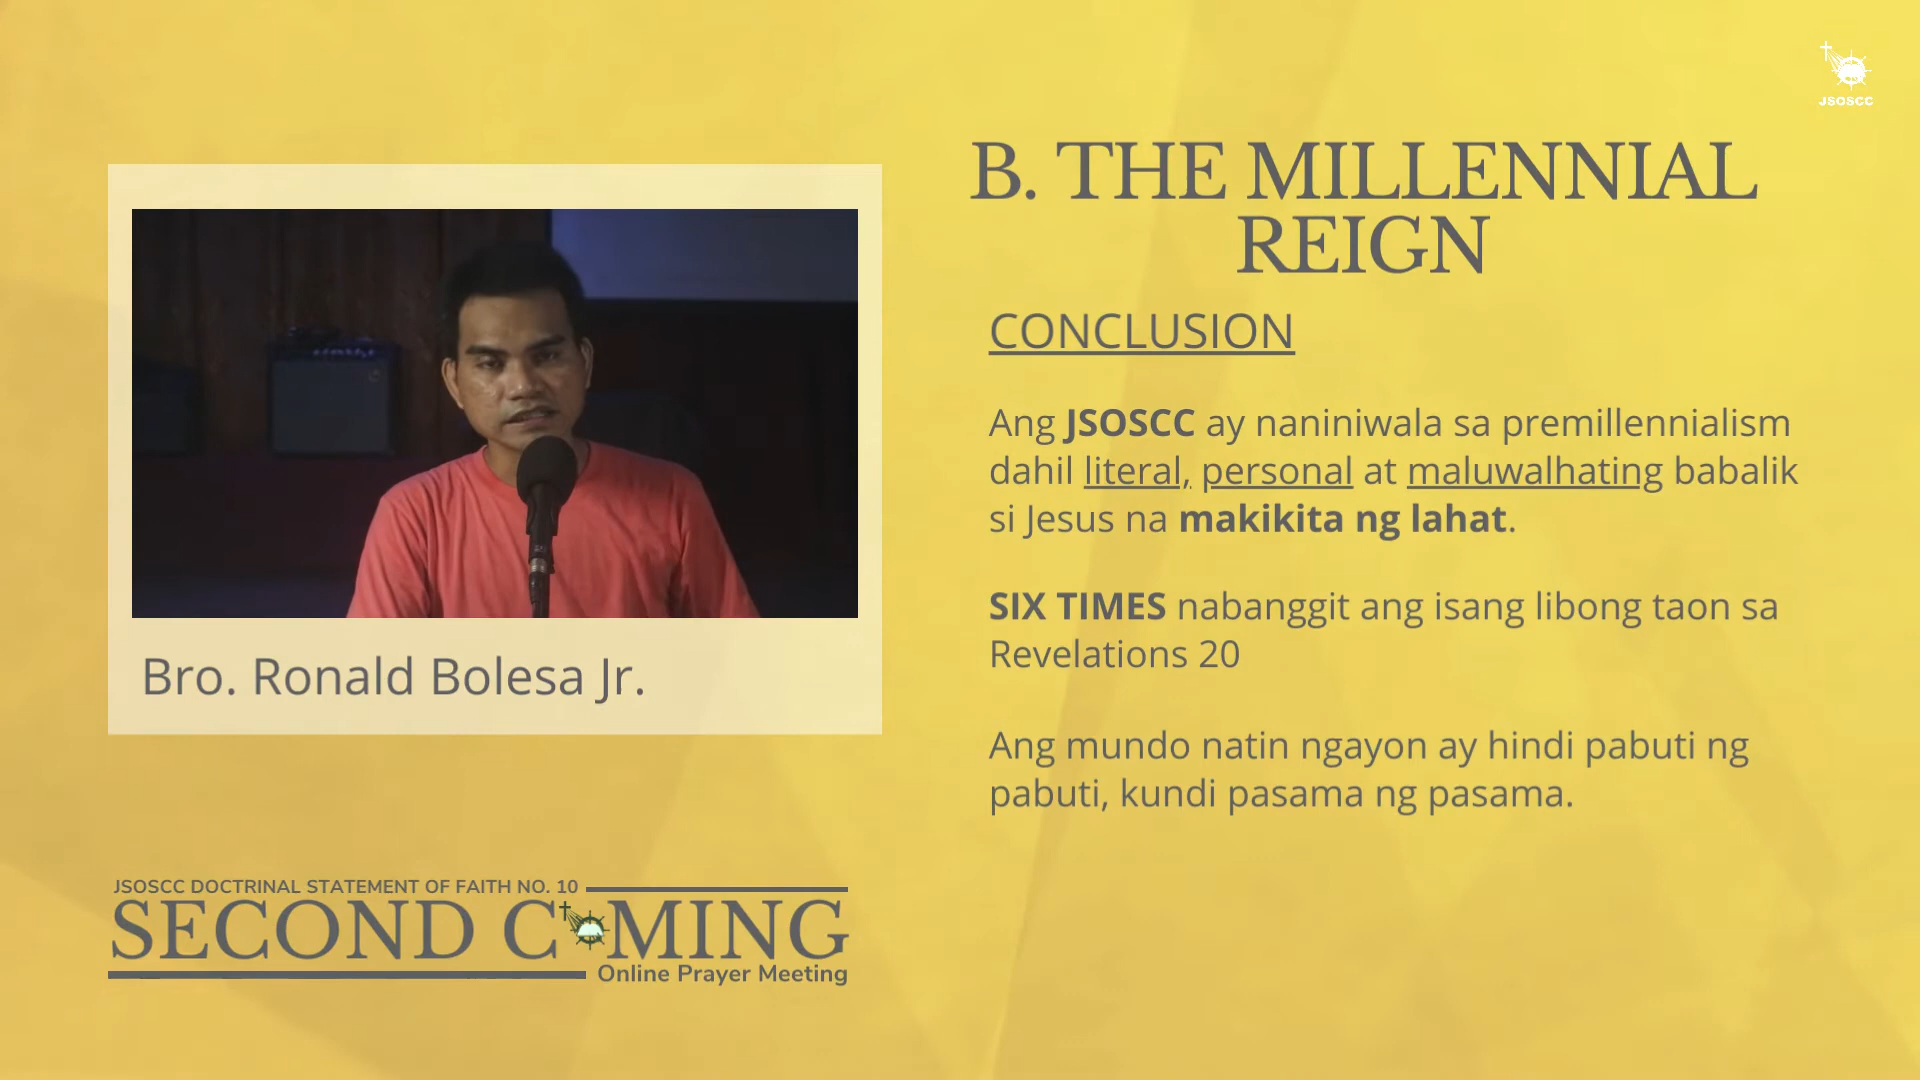 JSOSCC
B. THE MILLENNIAL
REIGN
CONCLUSION
Ang JSOSCC ay naniniwala sa premillennialism
dahil literal, personal at maluwalhating babalik
si Jesus na makikita ng lahat.
SIX TIMES nabanggit ang isang libong taon sa
Revelations 20
Ang mundo natin ngayon ay hindi pabuti ng
pabuti, kundi pasama ng pasama.
Bro. Ronald Bolesa Jr.
JSOSCC DOCTRINAL STATEMENT OF FAITH NO. 10
SECOND COMING
Online Prayer Meeting